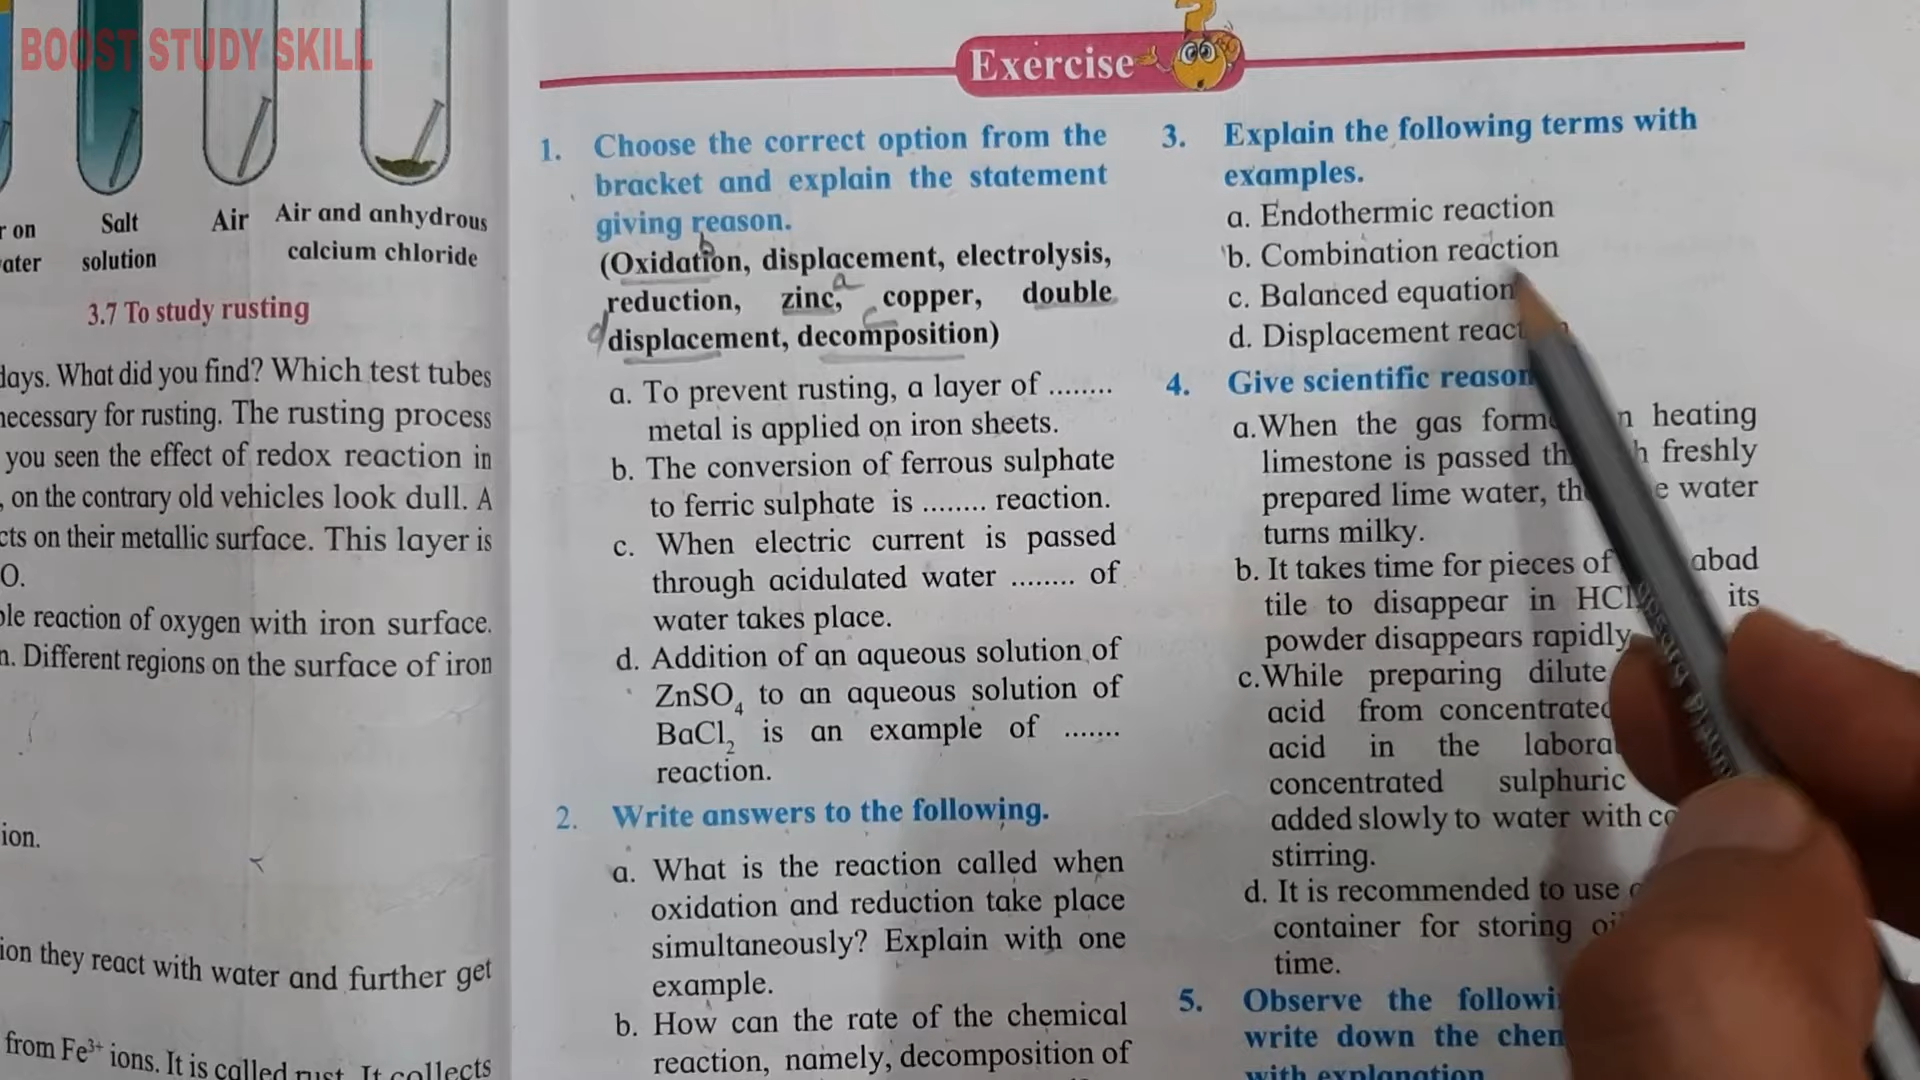 BOOST STUDY SKILL
on
ater
Salt
solution
Air
Air and anhydrous
calcium chloride
3.7 To study rusting
days. What did you find? Which test tubes
necessary for rusting. The rusting process
you seen the effect of redox reaction in
, on the contrary old vehicles look dull. A
cts on their metallic surface. This layer is
O.
ble reaction of oxygen with iron surface.
n. Different regions on the surface of iron
ion.
ion they react with water and further get
from Fe³⁺ ions. It is called rust. It collects
Exercise
1. Choose the correct option from the
bracket and explain the statement
giving reason.
b
(Oxidation, displacement, electrolysis,
a
reduction, zinc, copper, double
c
d
displacement, decomposition)
a. To prevent rusting, a layer of ........
metal is applied on iron sheets.
b. The conversion of ferrous sulphate
to ferric sulphate is ........ reaction.
c. When electric current is passed
through acidulated water ........ of
water takes place.
d. Addition of an aqueous solution of
ZnSO₄ to an aqueous solution of
BaCl₂ is an example of .......
reaction.
2. Write answers to the following.
a. What is the reaction called when
oxidation and reduction take place
simultaneously? Explain with one
example.
b. How can the rate of the chemical
reaction, namely, decomposition of
3. Explain the following terms with
examples.
a. Endothermic reaction
b. Combination reaction
c. Balanced equation
d. Displacement react
4. Give scientific reason
a. When the gas form heating
limestone is passed th h freshly
prepared lime water, th e water
turns milky.
b. It takes time for pieces of abad
tile to disappear in HCl its
powder disappears rapidly
c. While preparing dilute
acid from concentrated
acid in the labora
concentrated sulphuric
added slowly to water with co
stirring.
d. It is recommended to use
container for storing oi
time.
5. Observe the followi
write down the chem
with explanation